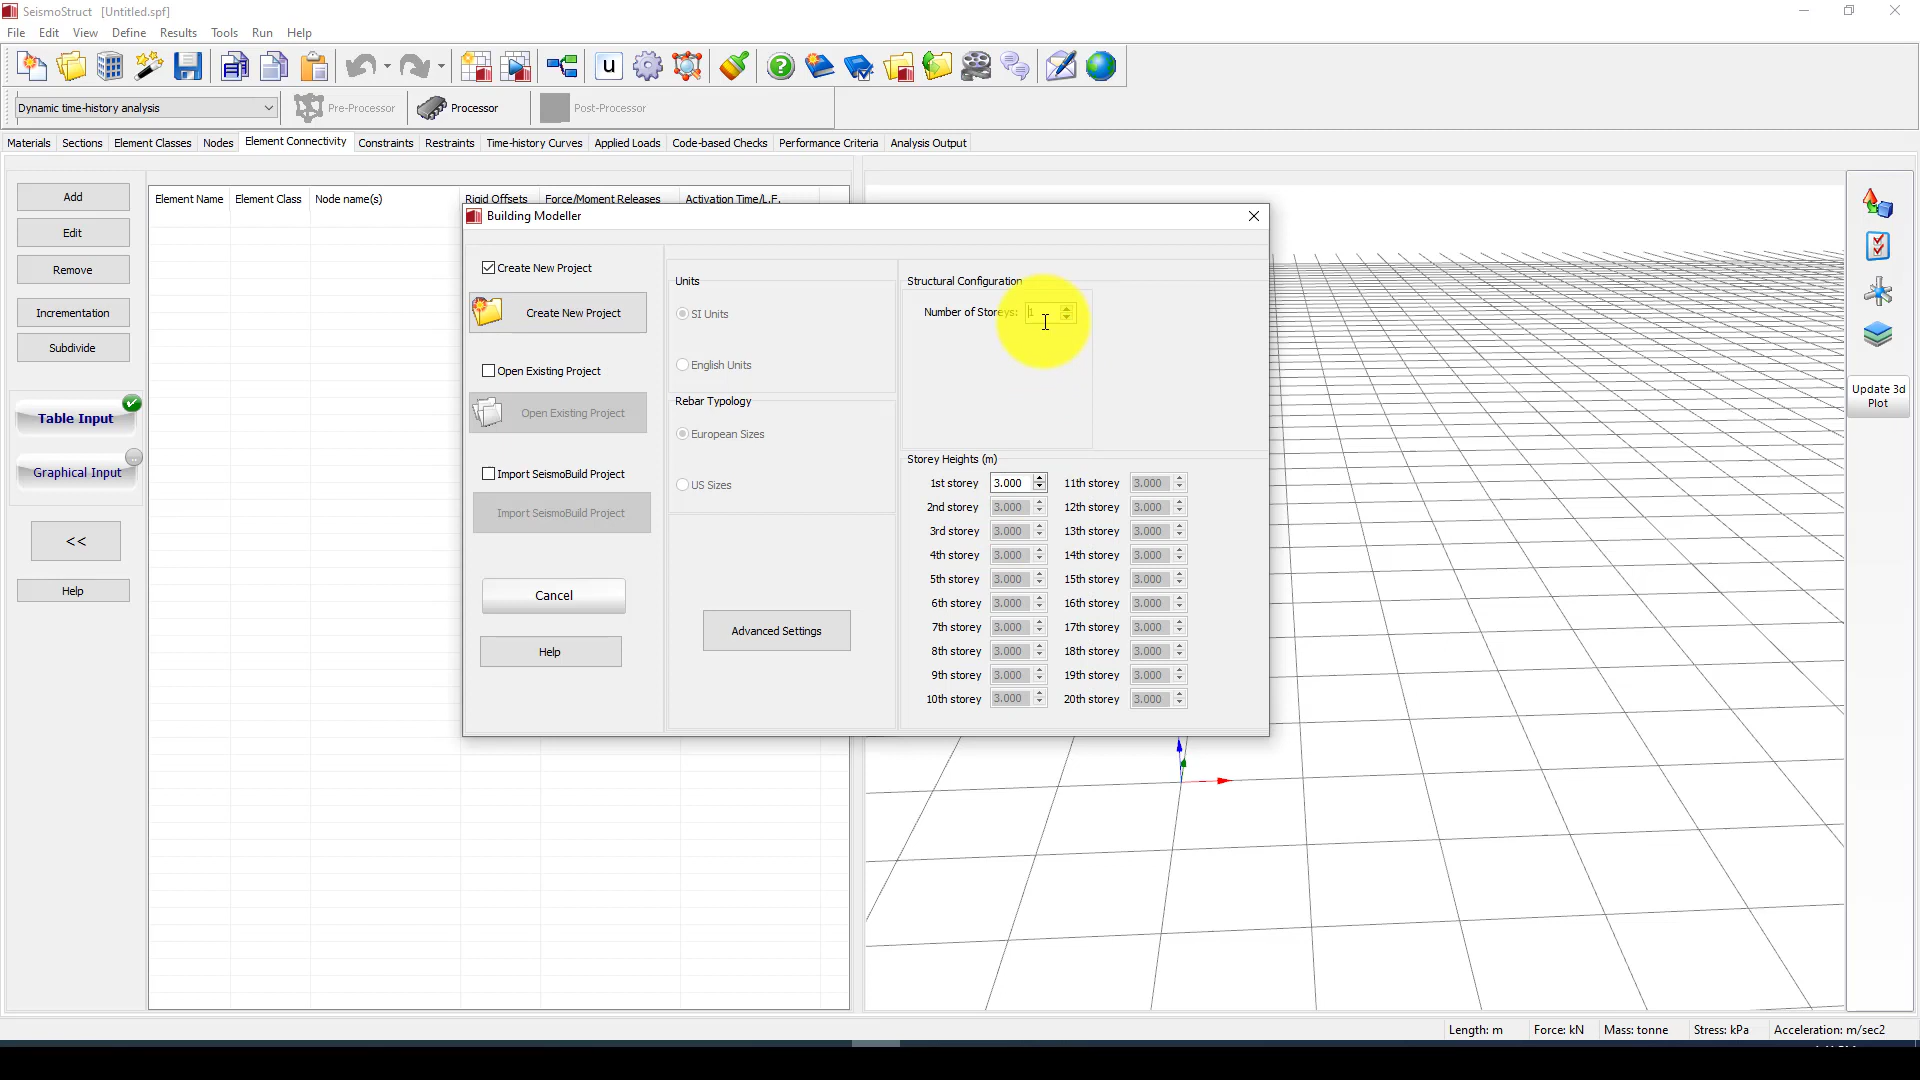 SeismoStruct [Untitled.spf]
File Edit View Define Results Tools Run Help
u
Dynamic time-history analysis Pre-Processor Processor Post-Processor
Materials Sections Element Classes Nodes Element Connectivity Constraints Restraints Time-history Curves Applied Loads Code-based Checks Performance Criteria Analysis Output
Add
Edit
Remove
Incrementation
Subdivide
Table Input
Graphical Input
<<
Help
Element Name Element Class Node name(s) Rigid Offsets Force/Moment Releases Activation Time/L.F.
Building Modeller
Create New Project
Create New Project
Open Existing Project
Open Existing Project
Import SeismoBuild Project
Import SeismoBuild Project
Cancel
Help
Units
SI Units
English Units
Rebar Typology
European Sizes
US Sizes
Advanced Settings
Structural Configuration
Number of Storeys: 1
Storey Heights (m)
1st storey 3.000 11th storey 3.000
2nd storey 3.000 12th storey 3.000
3rd storey 3.000 13th storey 3.000
4th storey 3.000 14th storey 3.000
5th storey 3.000 15th storey 3.000
6th storey 3.000 16th storey 3.000
7th storey 3.000 17th storey 3.000
8th storey 3.000 18th storey 3.000
9th storey 3.000 19th storey 3.000
10th storey 3.000 20th storey 3.000
Update 3d
Plot
Length: m Force: kN Mass: tonne Stress: kPa Acceleration: m/sec2